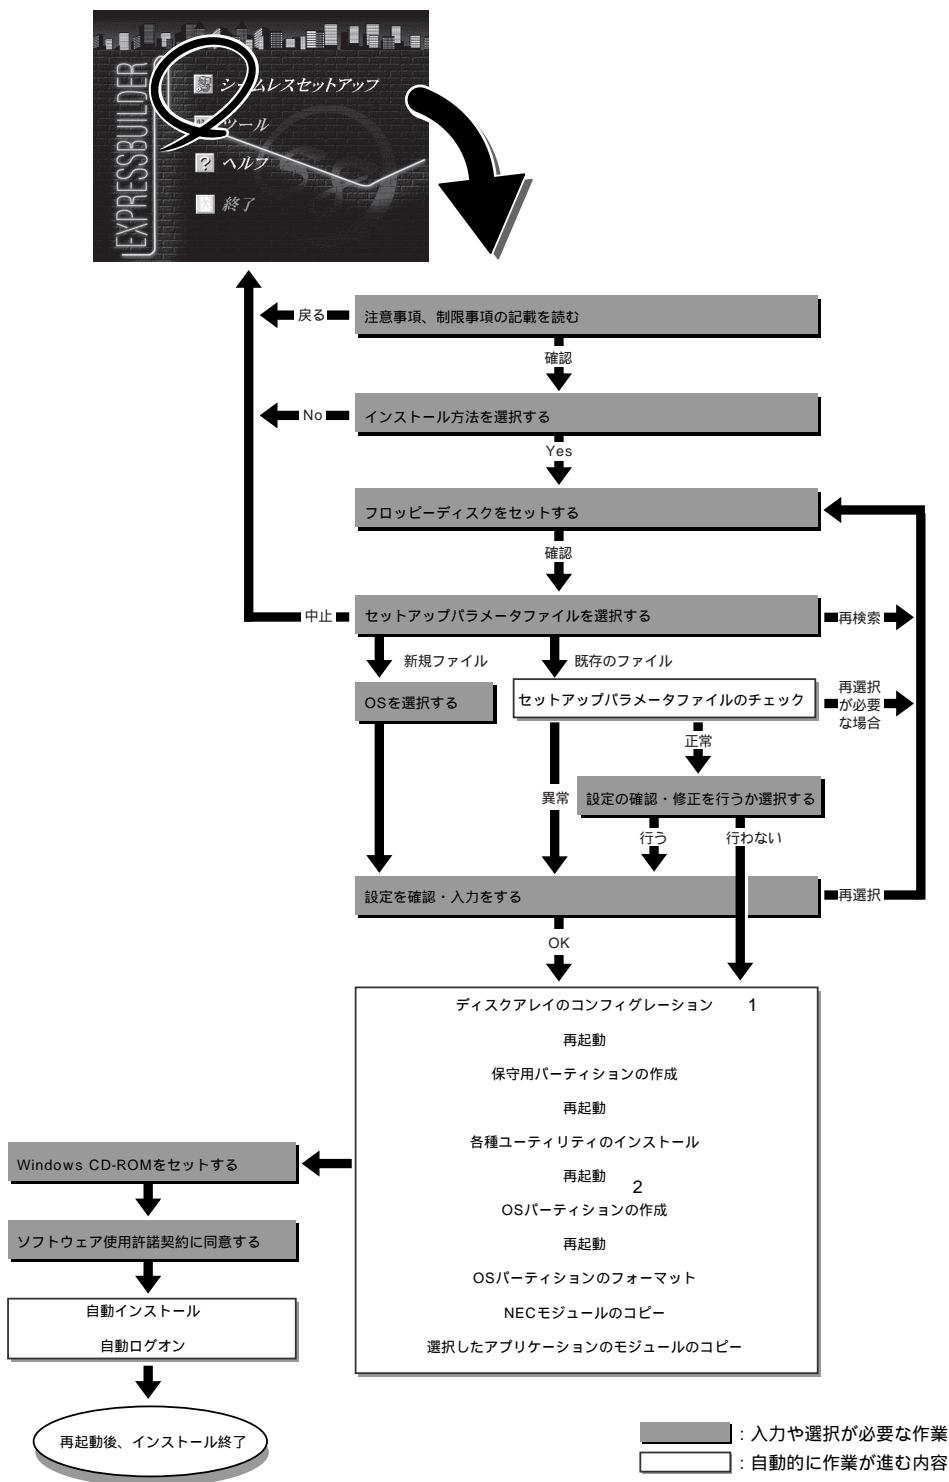 EXPRESSBUILDER
シームレスセットアップ
ツール
ヘルプ
終了
戻る
注意事項、制限事項の記載を読む
確認
No
インストール方法を選択する
Yes
フロッピーディスクをセットする
確認
中止
セットアップパラメータファイルを選択する
再検索
新規ファイル
既存のファイル
OSを選択する
セットアップパラメータファイルのチェック
再選択
が必要
な場合
正常
異常
設定の確認・修正を行うか選択する
行う
行わない
設定を確認・入力をする
再選択
OK
ディスクアレイのコンフィグレーション 1
再起動
保守用パーティションの作成
再起動
各種ユーティリティのインストール
再起動 2
OSパーティションの作成
再起動
OSパーティションのフォーマット
NECモジュールのコピー
選択したアプリケーションのモジュールのコピー
Windows CD-ROMをセットする
ソフトウェア使用許諾契約に同意する
自動インストール
自動ログオン
再起動後、インストール終了
：入力や選択が必要な作業
：自動的に作業が進む内容